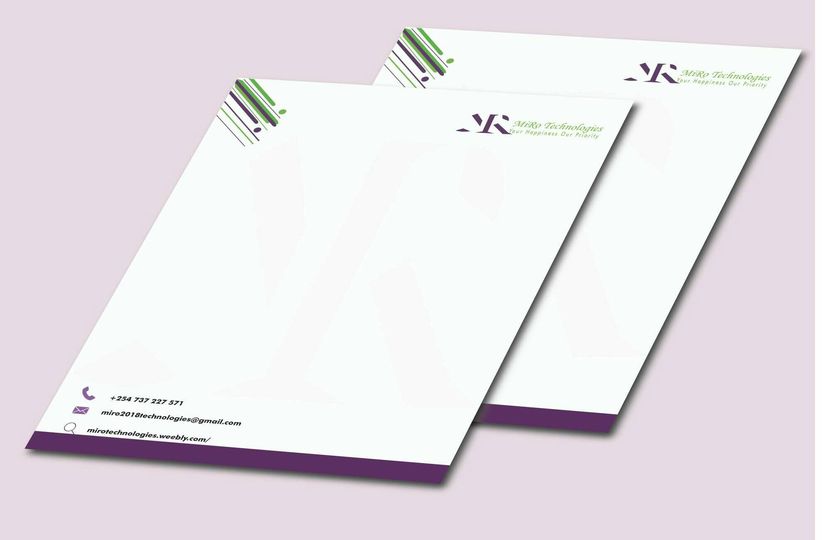 MR MiRo Technologies
Your Happiness Our Priority
MR MiRo Technologies
Your Happiness Our Priority
+254 737 227 571
miro2018technologies@gmail.com
mirotechnologies.weebly.com/